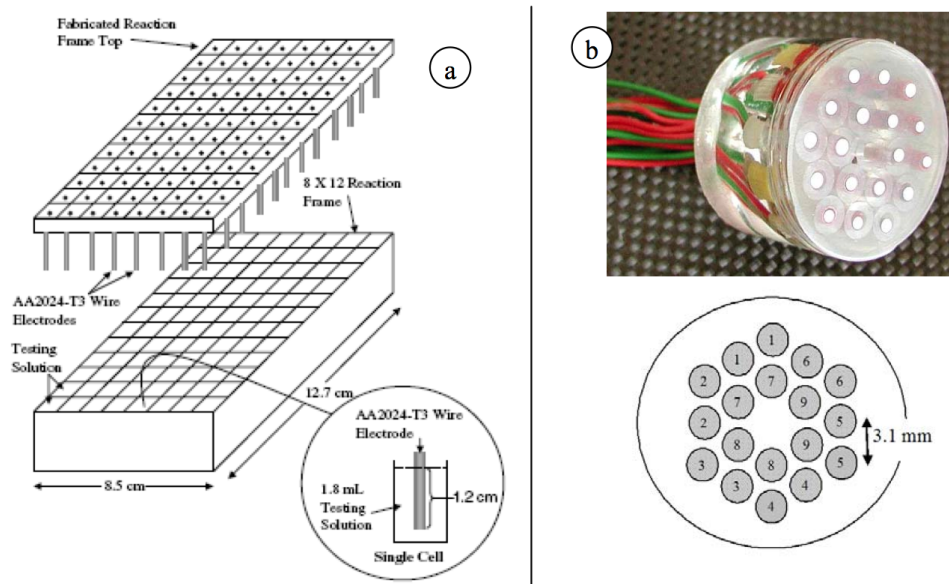 Fabricated Reaction
Frame Top
a
8 X 12 Reaction
Frame
AA2024-T3 Wire
Electrodes
Testing
Solution
12.7 cm
8.5 cm
AA2024-T3 Wire
Electrode
1.8 mL
Testing
Solution
1.2 cm
Single Cell
b
1
1
6
2
7
6
7
9
2
5
8
9
3
8
5
3
4
4
3.1 mm